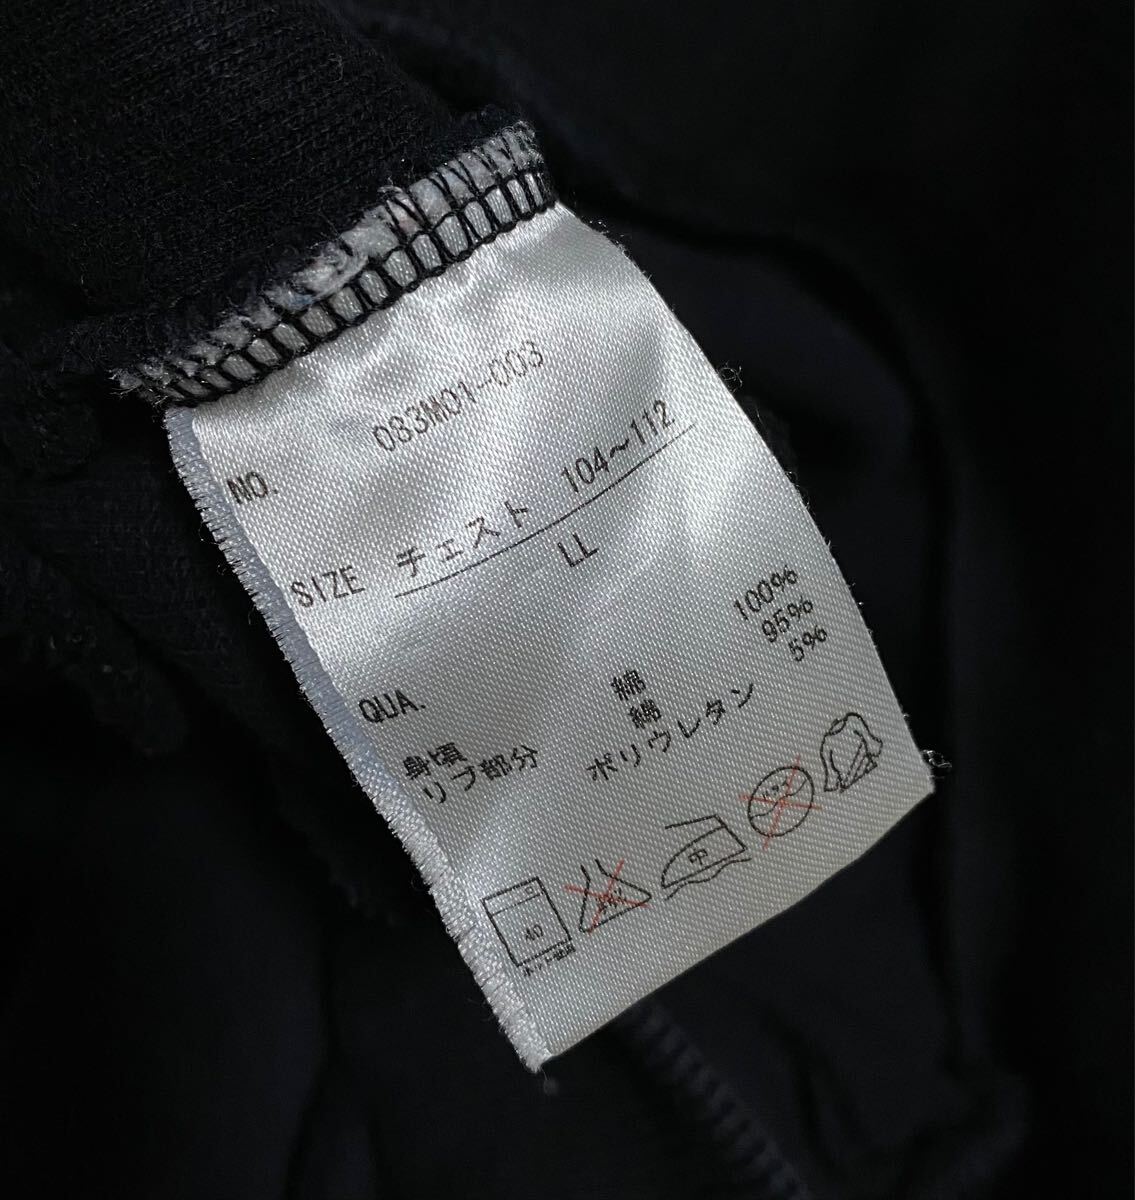 NO. 083M01-003
SIZE チェスト 104~112
LL
QUA.
身頃 綿 100%
リブ部分 綿 95%
ポリウレタン 5%
40 中